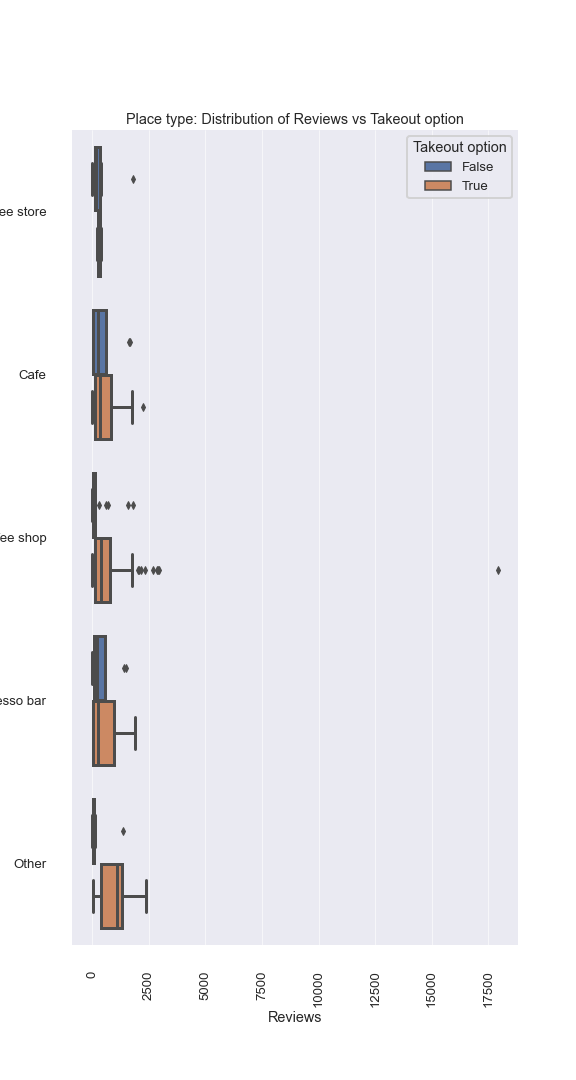 Place type: Distribution of Reviews vs Takeout option
Takeout option
False
True
ee store
Cafe
ee shop
esso bar
Other
0
2500
5000
7500
10000
12500
15000
17500
Reviews